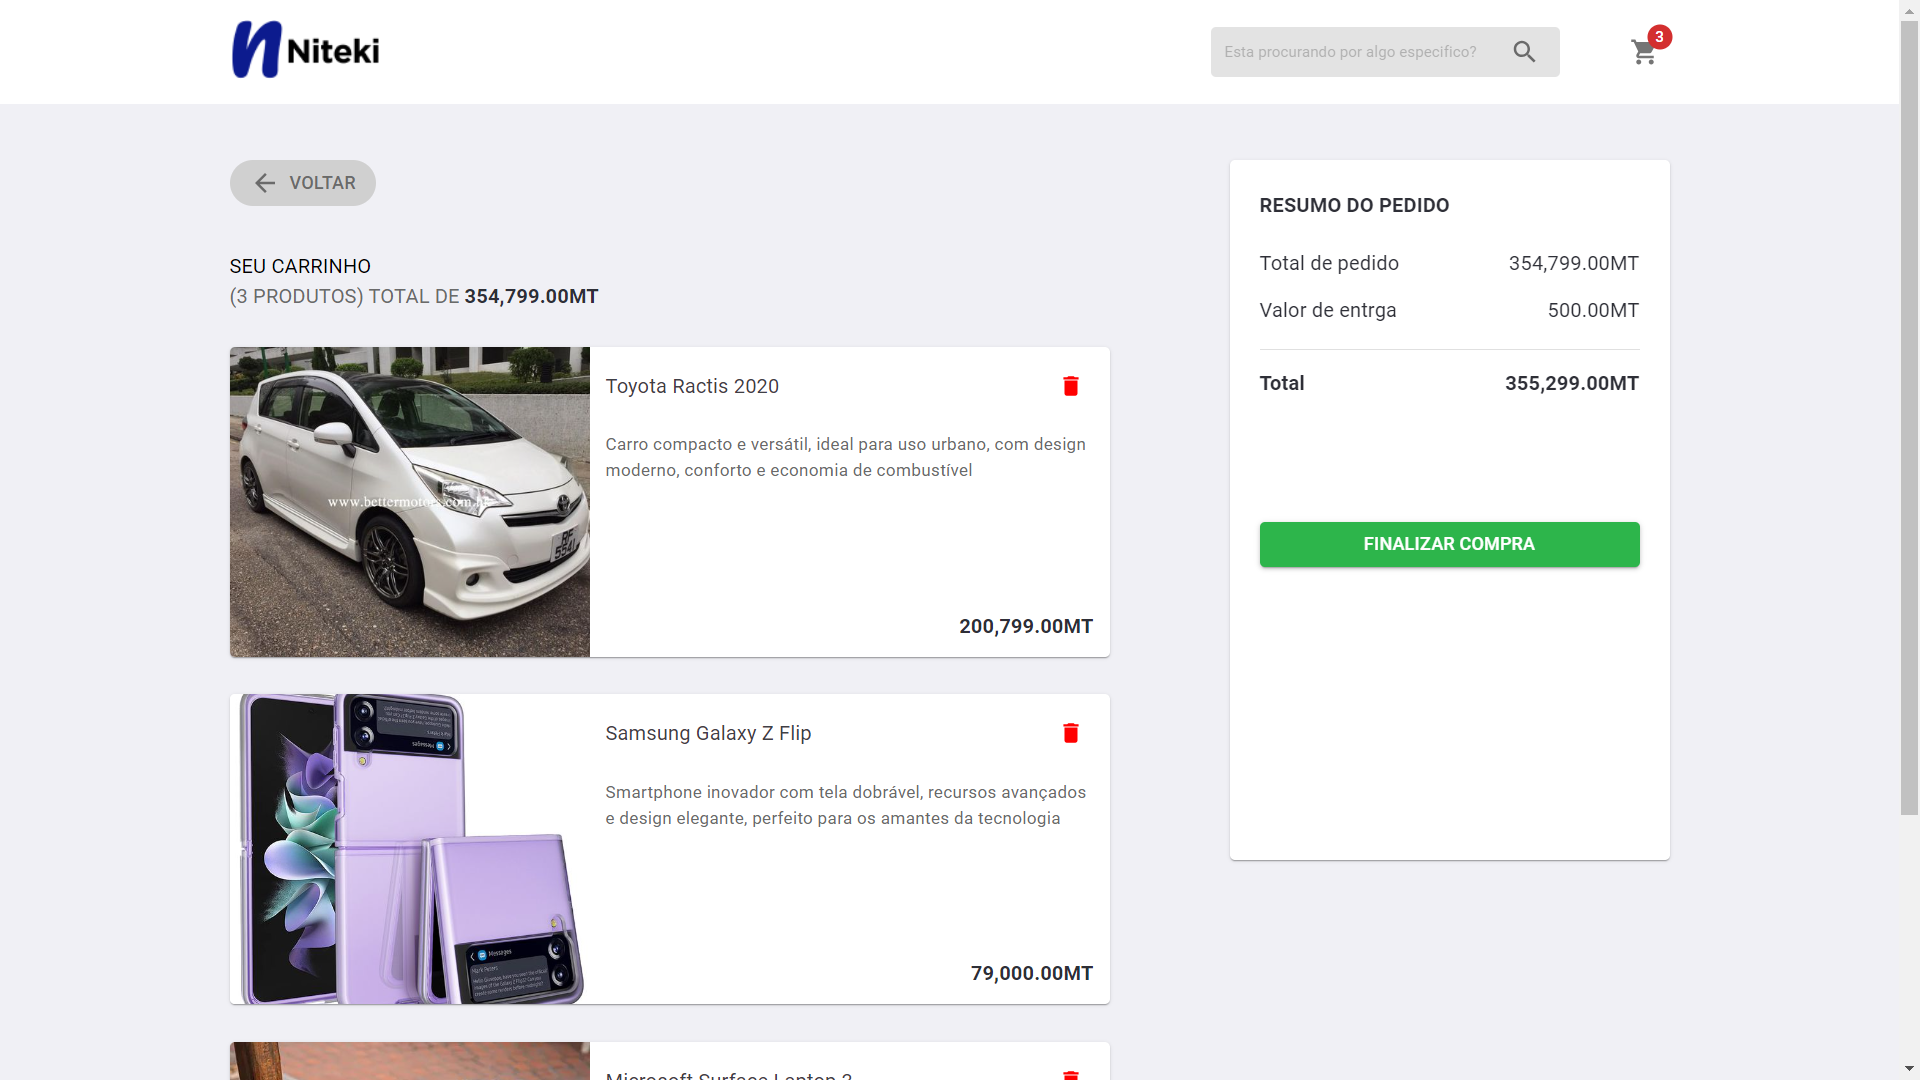 Niteki
Esta procurando por algo especifico?
3
VOLTAR
SEU CARRINHO
(3 PRODUTOS) TOTAL DE 354,799.00MT
Toyota Ractis 2020
Carro compacto e versátil, ideal para uso urbano, com design
moderno, conforto e economia de combustível
200,799.00MT
Samsung Galaxy Z Flip
Smartphone inovador com tela dobrável, recursos avançados
e design elegante, perfeito para os amantes da tecnologia
Messages
79,000.00MT
Microsoft Surface Laptop 3
RESUMO DO PEDIDO
Total de pedido 354,799.00MT
Valor de entrga 500.00MT
Total 355,299.00MT
FINALIZAR COMPRA